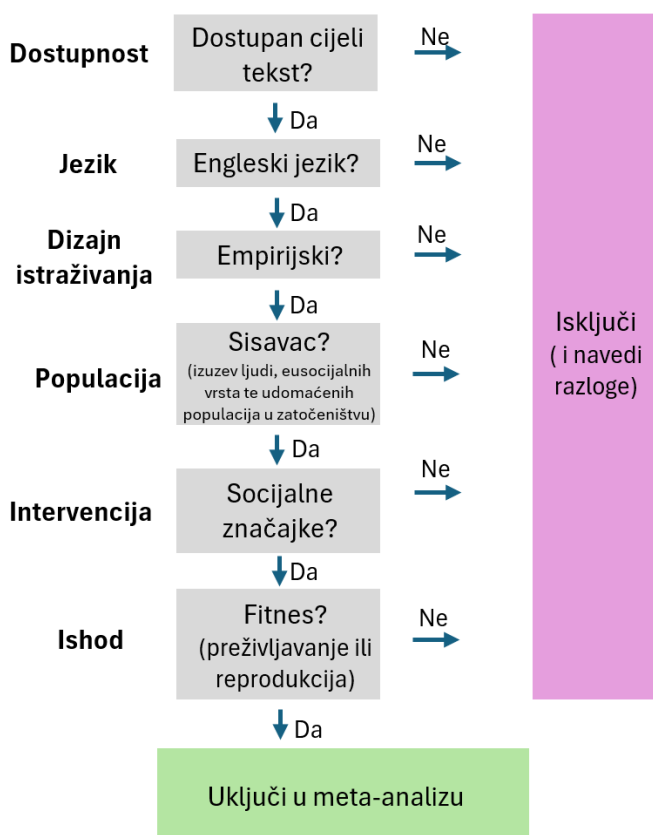 Dostupnost
Dostupan cijeli
tekst?
Ne
Da
Jezik
Engleski jezik?
Ne
Da
Dizajn
istraživanja
Empirijski?
Ne
Da
Populacija
Sisavac?
(izuzev ljudi, eusocijalnih
vrsta te udomaćenih
populacija u zatočeništvu)
Ne
Da
Intervencija
Socijalne
značajke?
Ne
Da
Ishod
Fitnes?
(preživljavanje ili
reprodukcija)
Ne
Da
Isključi
( i navedi
razloge)
Uključi u meta-analizu